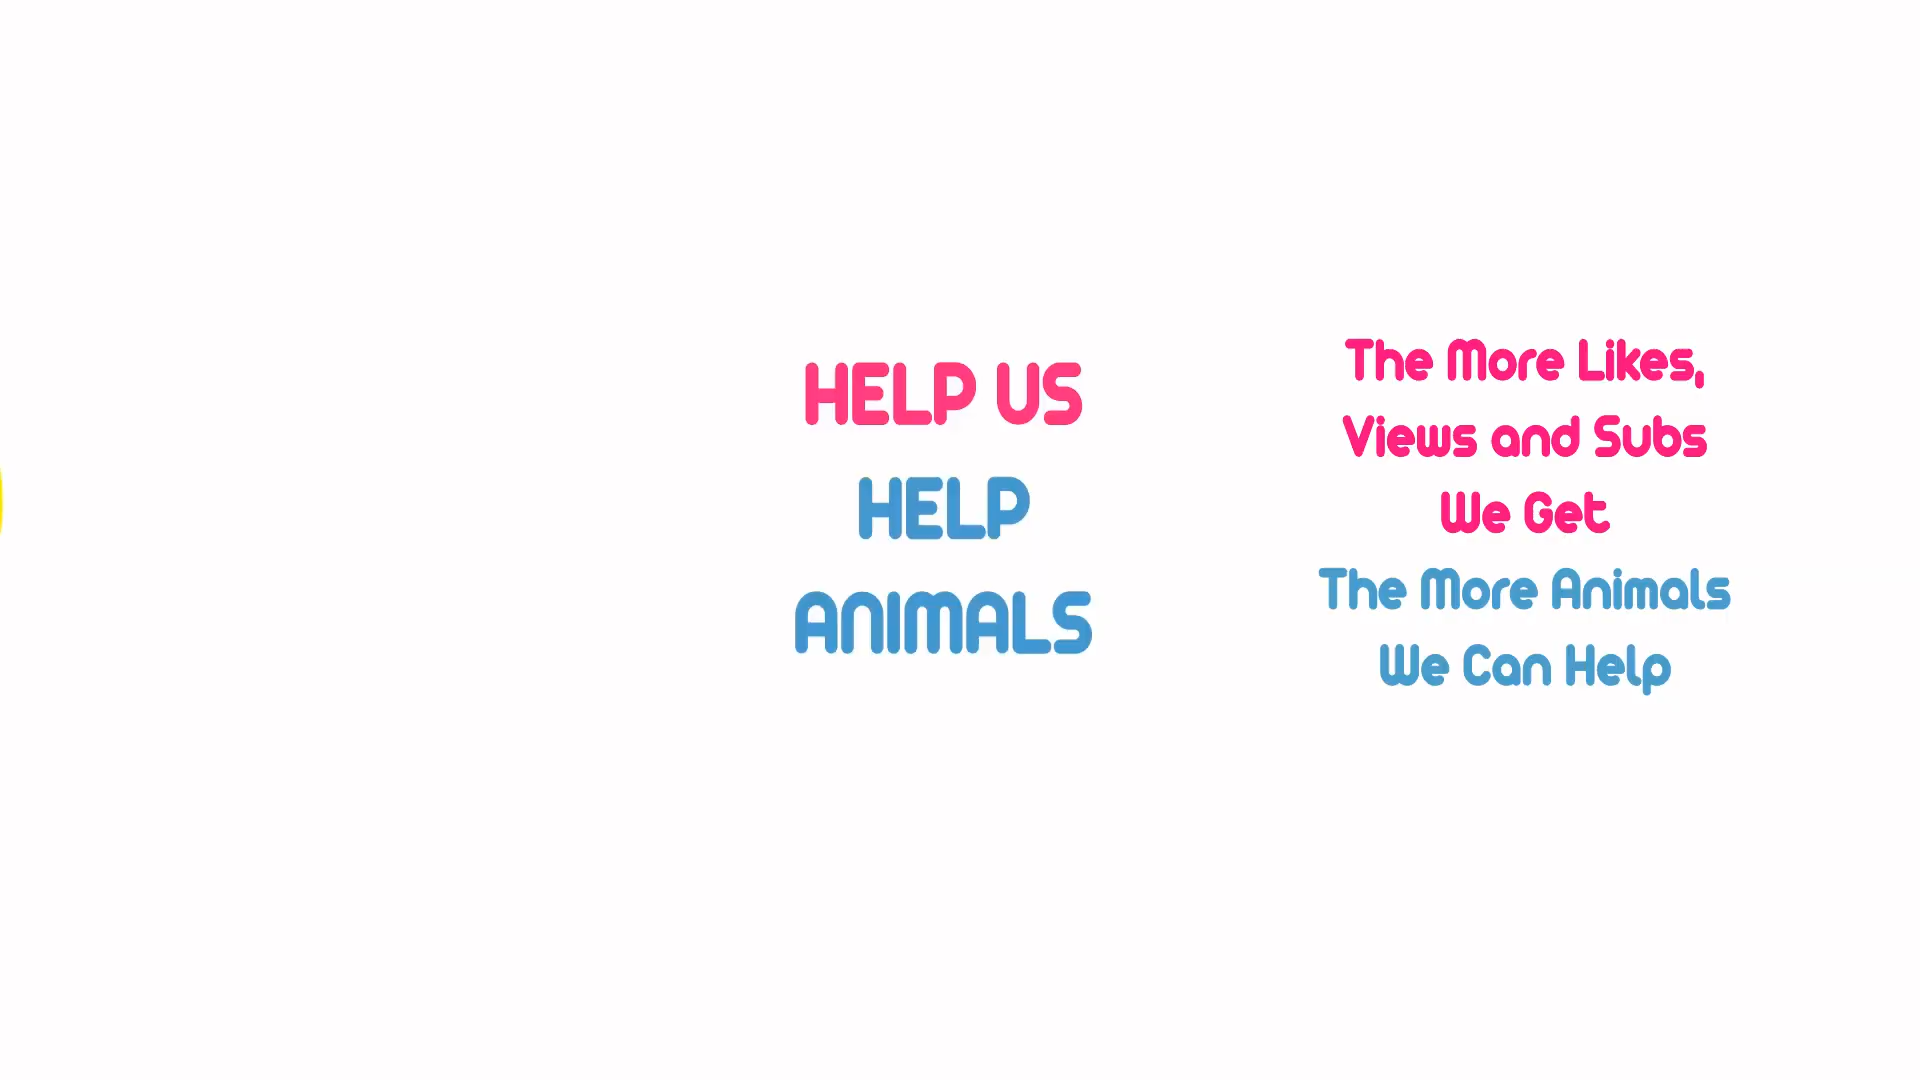 HELP US
HELP
ANIMALS
The More Likes,
Views and Subs
We Get
The More Animals
We Can Help